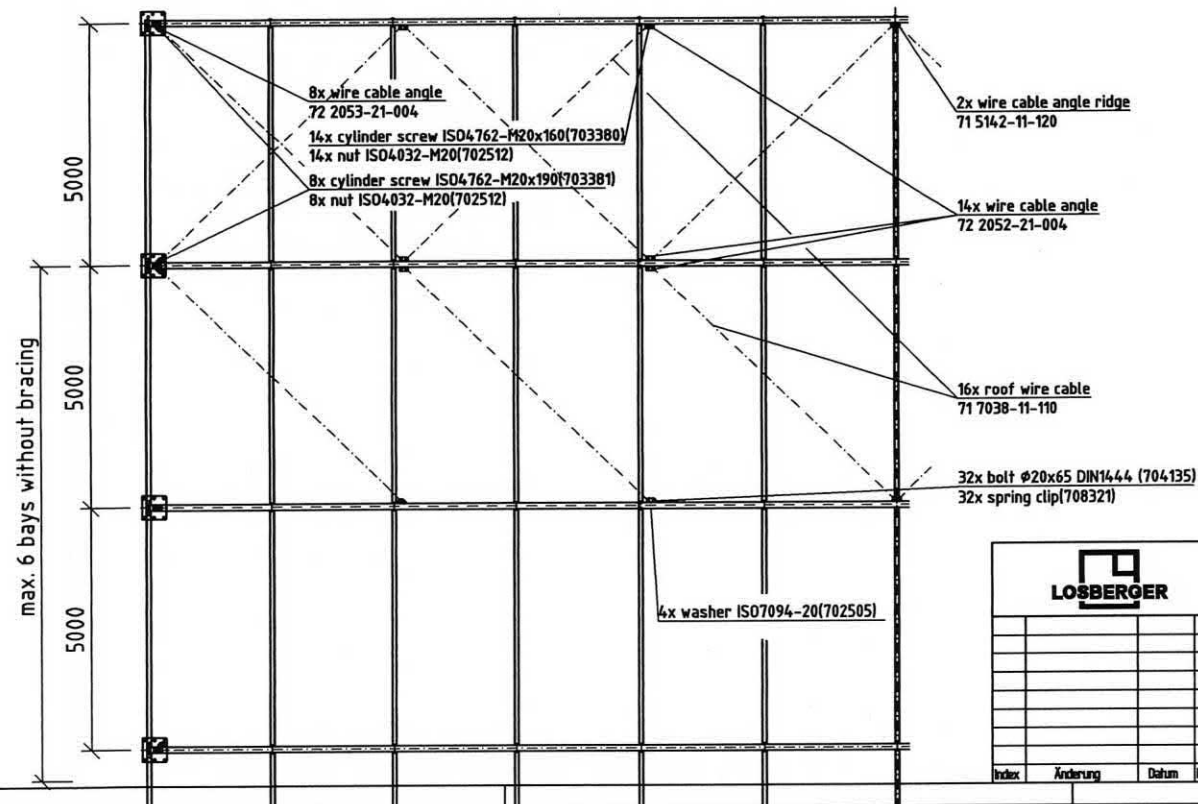 8x wire cable angle
72 2053-21-004
14x cylinder screw ISO4762-M20x160(703380)
14x nut ISO4032-M20(702512)
8x cylinder screw ISO4762-M20x190(703381)
8x nut ISO4032-M20(702512)
2x wire cable angle ridge
71 5142-11-120
14x wire cable angle
72 2052-21-004
16x roof wire cable
71 7038-11-110
32x bolt Φ20x65 DIN1444 (704135)
32x spring clip(708321)
4x washer ISO7094-20(702505)
5000
5000
5000
max. 6 bays without bracing
LOSBERGER
Index Änderung Datum